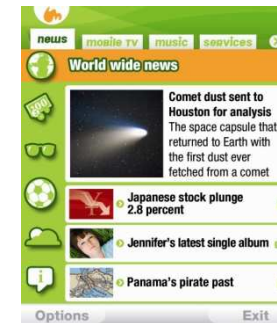 news mobile TV music services
World wide news
Comet dust sent to
Houston for analysis
The space capsule that
returned to Earth with
the first dust ever
fetched from a comet
Japanese stock plunge
2.8 percent
Jennifer's latest single album
Panama's pirate past
Options Exit